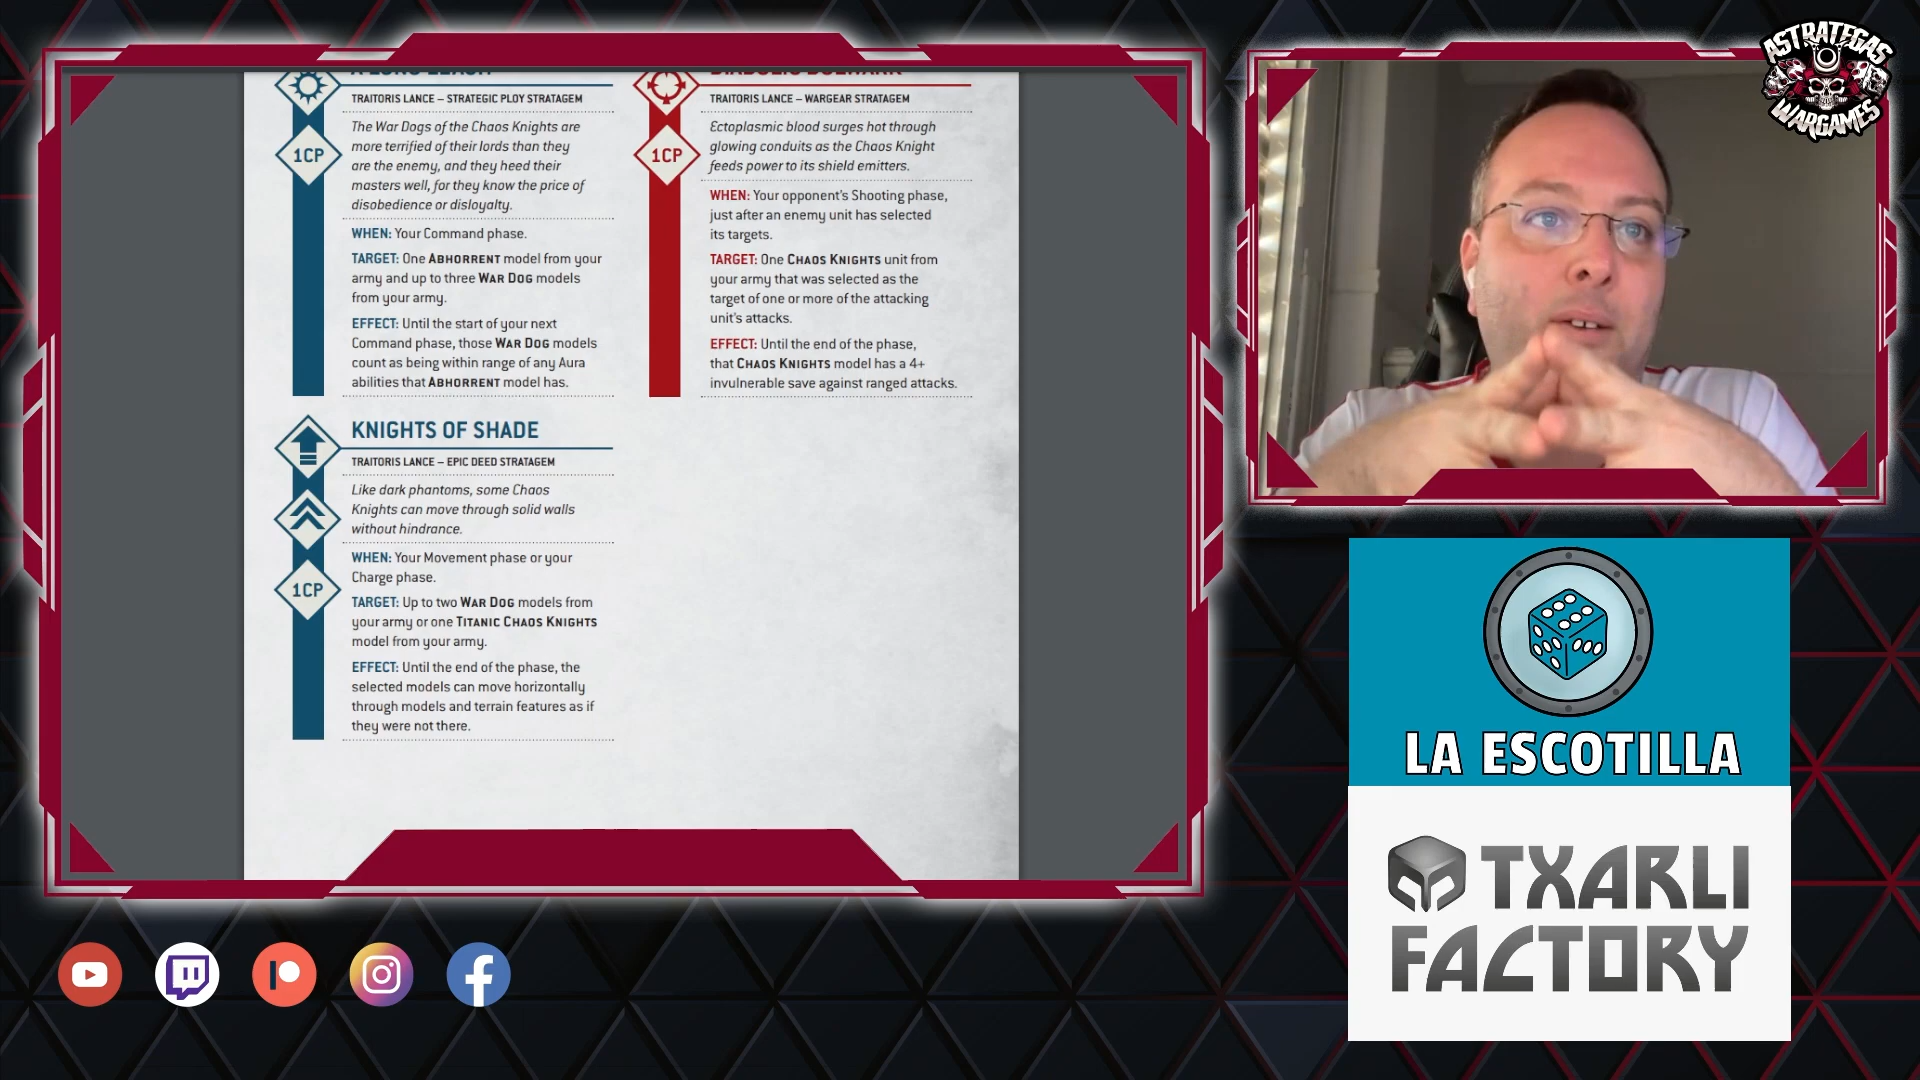 A LONG LEASH
TRAITORIS LANCE – STRATEGIC PLOY STRATAGEM
The War Dogs of the Chaos Knights are
more terrified of their lords than they
are the enemy, and they heed their
masters well, for they know the price of
disobedience or disloyalty.
1CP
WHEN: Your Command phase.
TARGET: One ABHORRENT model from your
army and up to three WAR DOG models
from your army.
EFFECT: Until the start of your next
Command phase, those WAR DOG models
count as being within range of any Aura
abilities that ABHORRENT model has.
KNIGHTS OF SHADE
TRAITORIS LANCE – EPIC DEED STRATAGEM
Like dark phantoms, some Chaos
Knights can move through solid walls
without hindrance.
WHEN: Your Movement phase or your
Charge phase.
1CP
TARGET: Up to two WAR DOG models from
your army or one TITANIC CHAOS KNIGHTS
model from your army.
EFFECT: Until the end of the phase, the
selected models can move horizontally
through models and terrain features as if
they were not there.
DIABOLIC BULWARK
TRAITORIS LANCE – WARGEAR STRATAGEM
Ectoplasmic blood surges hot through
glowing conduits as the Chaos Knight
feeds power to its shield emitters.
1CP
WHEN: Your opponent's Shooting phase,
just after an enemy unit has selected
its targets.
TARGET: One CHAOS KNIGHTS unit from
your army that was selected as the
target of one or more of the attacking
unit's attacks.
EFFECT: Until the end of the phase,
that CHAOS KNIGHTS model has a 4+
invulnerable save against ranged attacks.
ASTRATEGAS
WARGAMES
LA ESCOTILLA
TXARLI
FACTORY